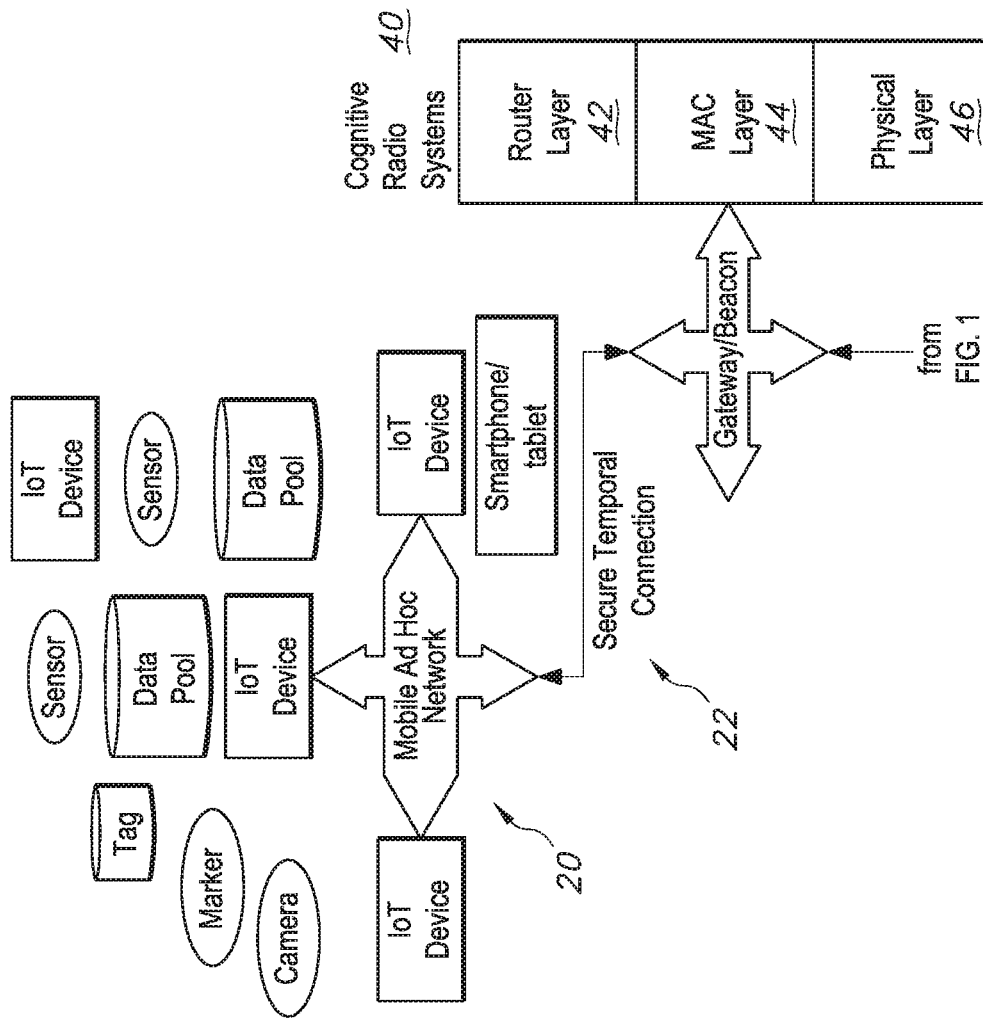 Sensor
IoT
Device
Tag
Data
Pool
Sensor
Marker
IoT
Device
Data
Pool
Camera
IoT
Device
Mobile Ad Hoc
Network
IoT
Device
20
Smartphone/
tablet
Secure Temporal
Connection
22
Gateway/Beacon
from
FIG. 1
Cognitive
Radio
Systems
40
Router
Layer
42
MAC
Layer
44
Physical
Layer
46